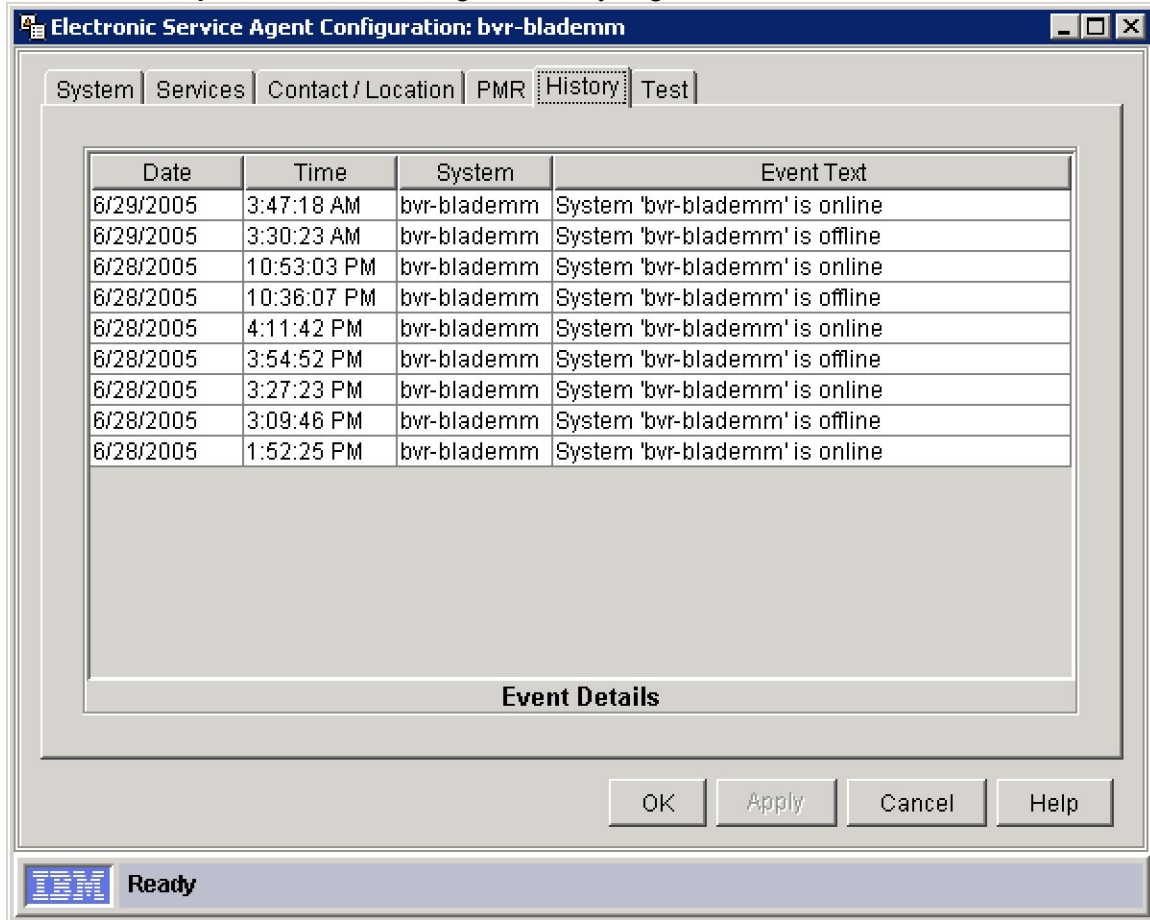 Electronic Service Agent Configuration: bvr-blademm
System Services Contact / Location PMR History Test
Date Time System Event Text
6/29/2005 3:47:18 AM bvr-blademm System 'bvr-blademm' is online
6/29/2005 3:30:23 AM bvr-blademm System 'bvr-blademm' is offline
6/28/2005 10:53:03 PM bvr-blademm System 'bvr-blademm' is online
6/28/2005 10:36:07 PM bvr-blademm System 'bvr-blademm' is offline
6/28/2005 4:11:42 PM bvr-blademm System 'bvr-blademm' is online
6/28/2005 3:54:52 PM bvr-blademm System 'bvr-blademm' is offline
6/28/2005 3:27:23 PM bvr-blademm System 'bvr-blademm' is online
6/28/2005 3:09:46 PM bvr-blademm System 'bvr-blademm' is offline
6/28/2005 1:52:25 PM bvr-blademm System 'bvr-blademm' is online
Event Details
OK Apply Cancel Help
IBM Ready